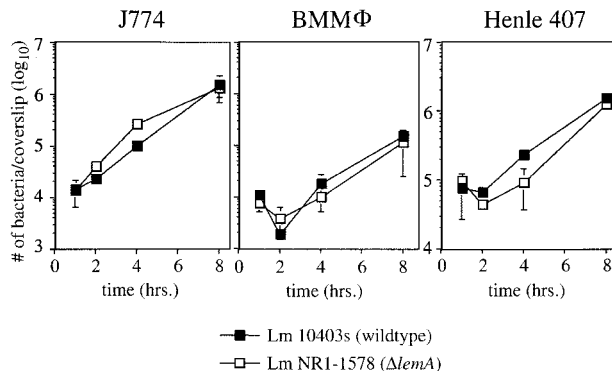 J774
BMMΦ
Henle 407
# of bacteria/coverslip (log10)
7
6
5
4
3
0
2
4
6
8
time (hrs.)
0
2
4
6
8
time (hrs.)
7
6
5
4
0
2
4
6
8
time (hrs.)
Lm 10403s (wildtype)
Lm NR1-1578 (ΔlemA)